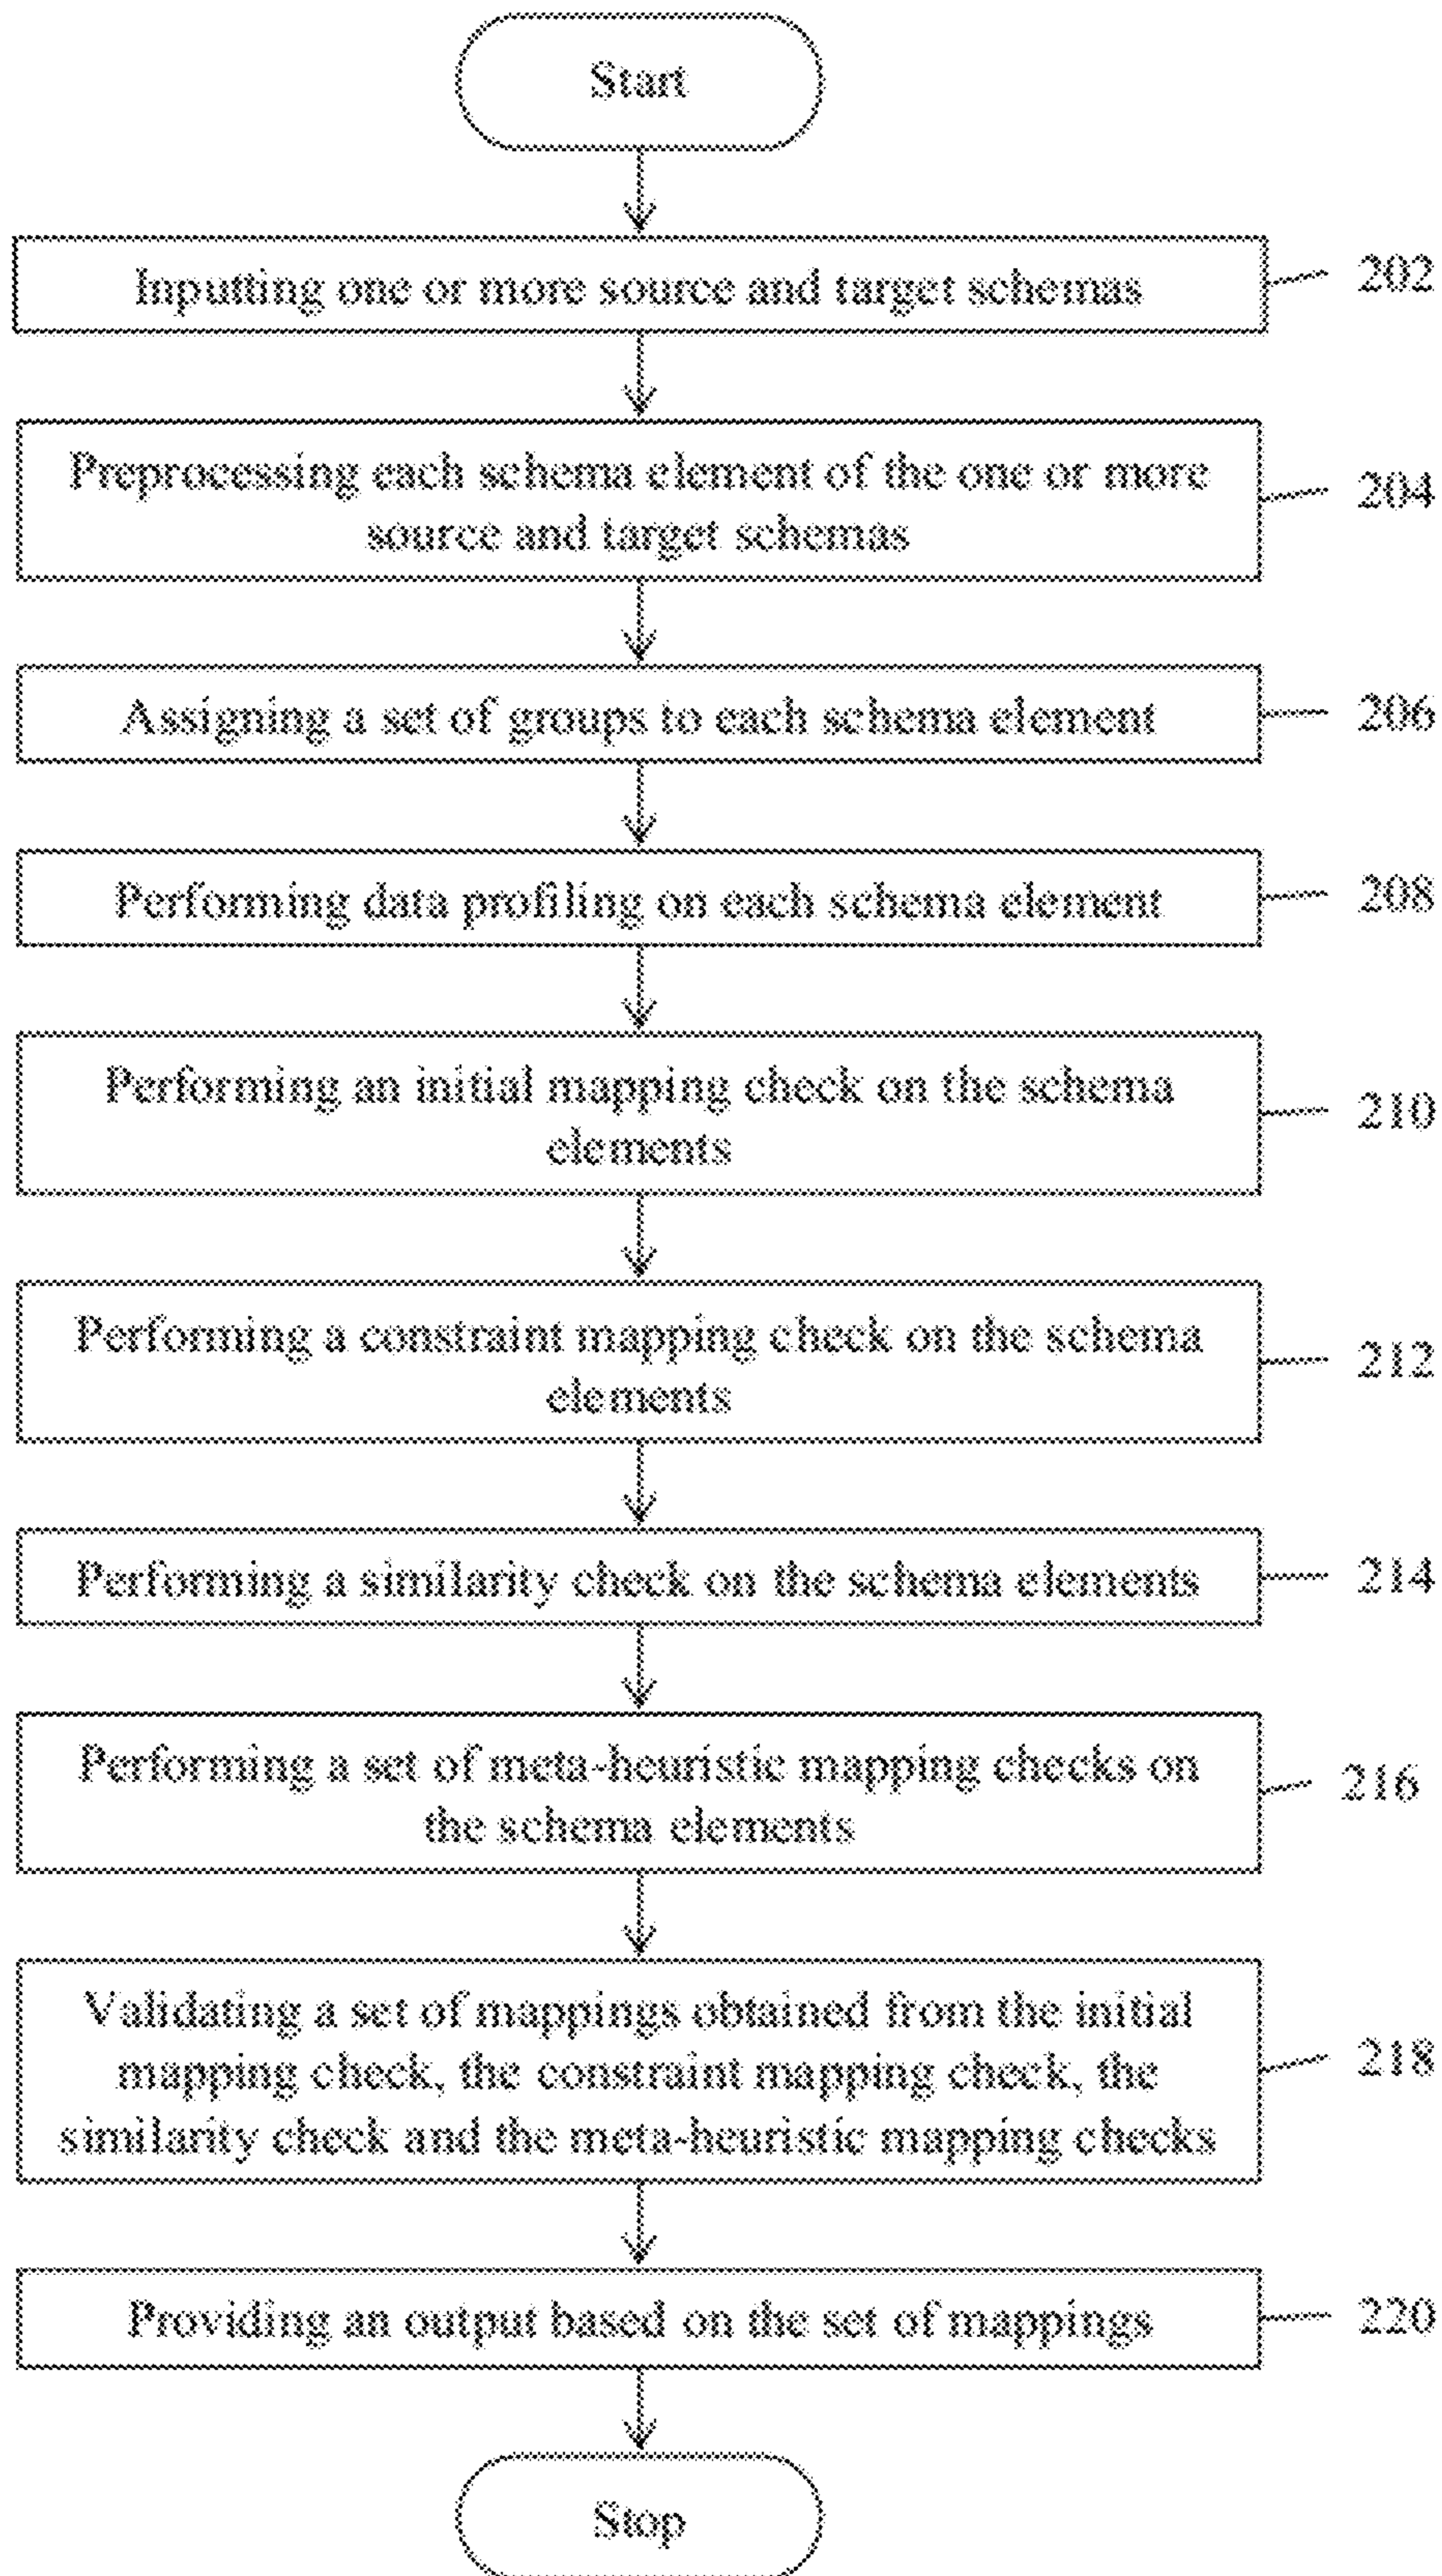 Start
Inputting one or more source and target schemas
202
Preprocessing each schema element of the one or more
source and target schemas
204
Assigning a set of groups to each schema element
206
Performing data profiling on each schema element
208
Performing an initial mapping check on the schema
elements
210
Performing a constraint mapping check on the schema
elements
212
Performing a similarity check on the schema elements
214
Performing a set of meta-heuristic mapping checks on
the schema elements
216
Validating a set of mappings obtained from the initial
mapping check, the constraint mapping check, the
similarity check and the meta-heuristic mapping checks
218
Providing an output based on the set of mappings
220
Stop